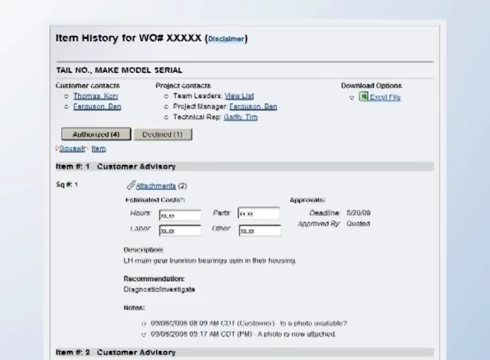 Item History for WO# XXXXX (Disclaimer)
TAIL NO., MAKE MODEL SERIAL
Customer contacts
Thomas, Kory
Ferguson, Ben
Project contacts
Team Leaders: View List
Project Manager: Ferguson, Ben
Technical Rep: Garity, Tim
Download Options
Excel File
Authorized (4)
Declined (1)
Squawk Item
Item #: 1 Customer Advisory
Sq #: 1
Attachments (2)
Estimated Costs*:
Hours: xx.xx
Parts: xx.xx
Labor: xx.xx
Other: xx.xx
Approvals:
Deadline: 5/20/08
Approved By: Quoted
Description:
LH main gear trunnion bearings spin in their housing.
Recommendation:
Diagnostic/Investigate
Notes:
09/08/2008 08:09 AM CDT (Customer) - Is a photo available?
09/08/2008 09:17 AM CDT (PM) - A photo is now attached.
Item #: 2 Customer Advisory